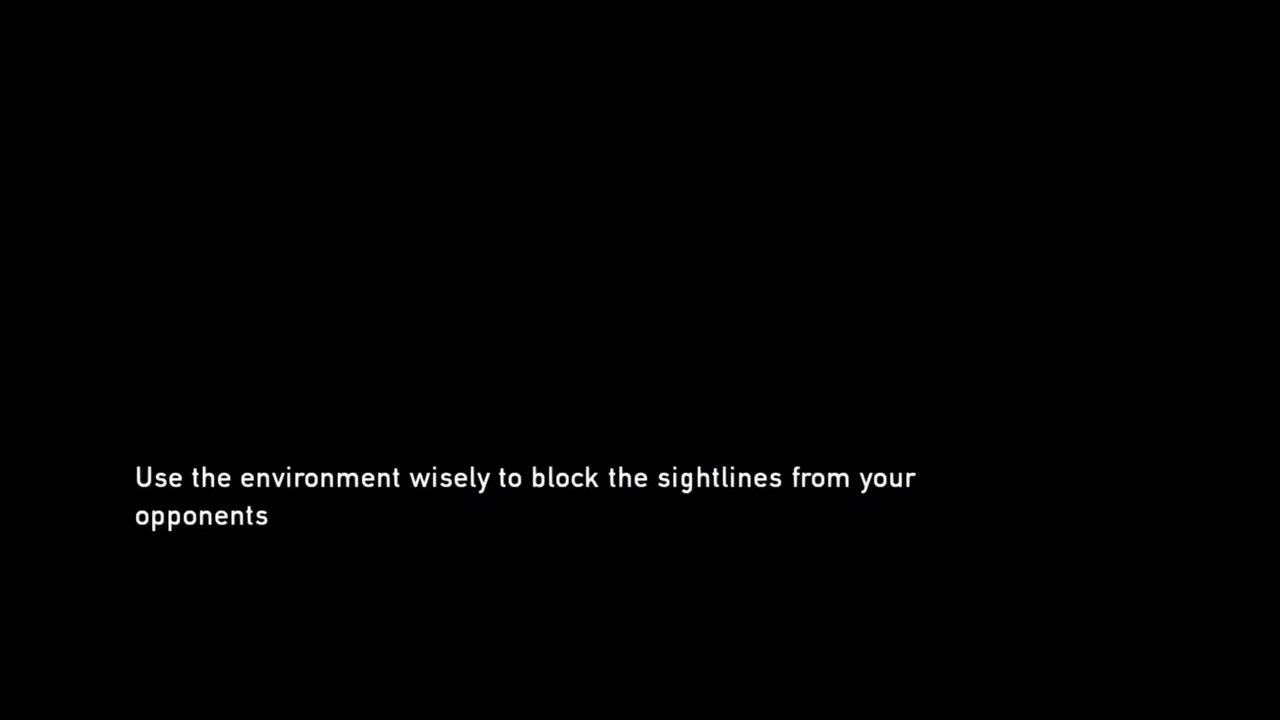 Use the environment wisely to block the sightlines from your
opponents